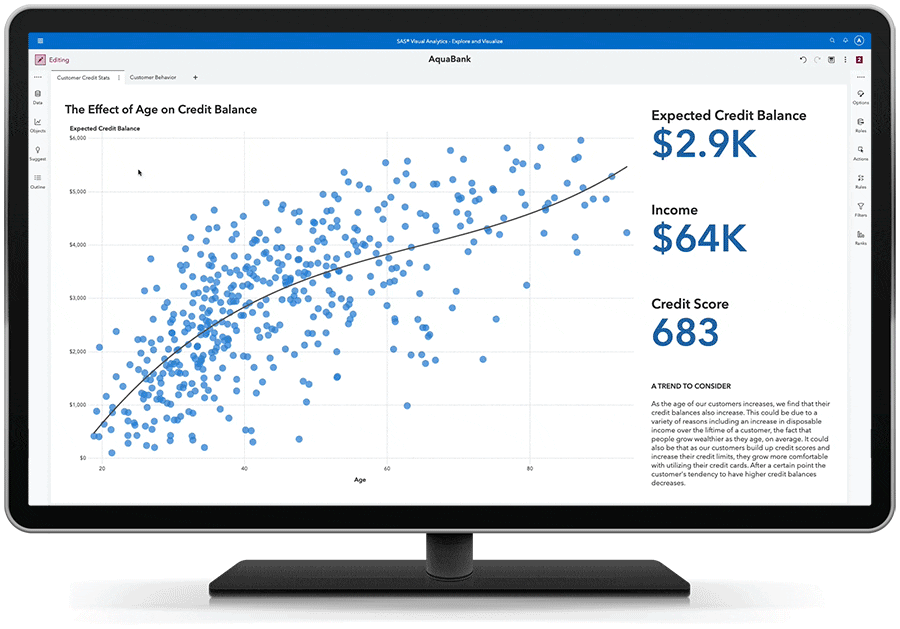 SAS® Visual Analytics - Explore and Visualize
A
Editing
AquaBank
2
Customer Credit Stats
Customer Behavior
+
Data
Objects
Suggest
Outline
The Effect of Age on Credit Balance
Expected Credit Balance
$6,000
$5,000
$4,000
$3,000
$2,000
$1,000
$0
20
40
60
80
Age
Expected Credit Balance
$2.9K
Income
$64K
Credit Score
683
A TREND TO CONSIDER
As the age of our customers increases, we find that their
credit balances also increase. This could be due to a
variety of reasons including an increase in disposable
income over the liftime of a customer, the fact that
people grow wealthier as they age, on average. It could
also be that as our customers build up credit scores and
increase their credit limits, they grow more comfortable
with utilizing their credit cards. After a certain point the
customer's tendency to have higher credit balances
decreases.
Options
Roles
Actions
Rules
Filters
Ranks